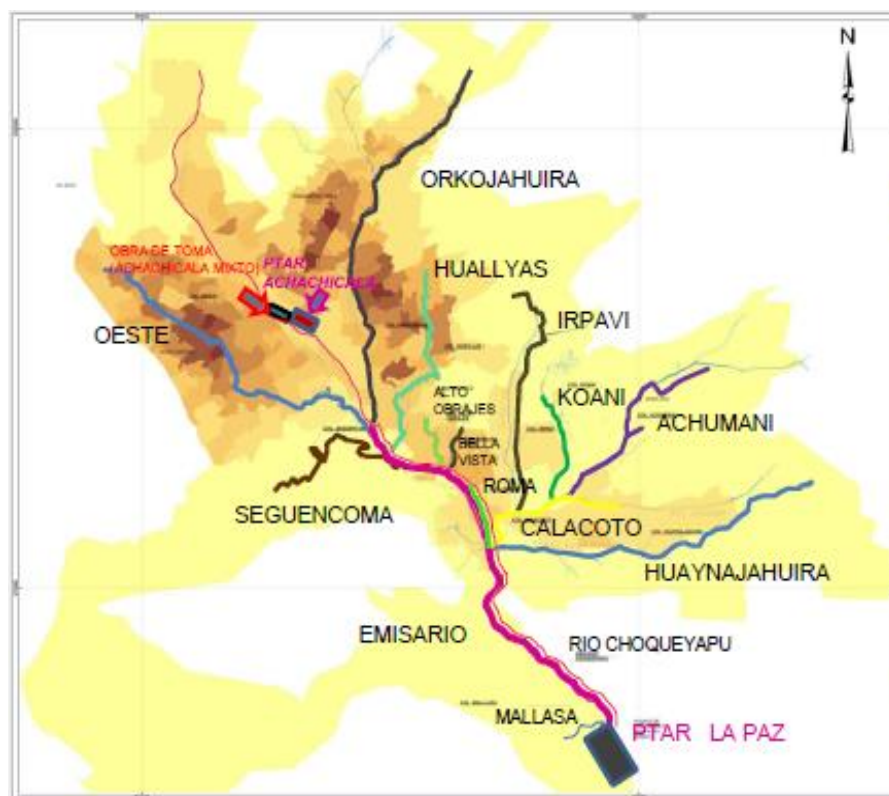 N
ORKOJAHUIRA
OBRA DE TOMA
(ACHACHICALA MIXTO)
PTAR
ACHACHICALA
HUALLYAS
OESTE
IRPAVI
KOANI
ALTO
OBRAJES
ACHUMANI
BELLA
VISTA
ROMA
SEGUENCOMA
CALACOTO
HUAYNAJAHUIRA
EMISARIO
RIO CHOQUEYAPU
MALLASA
PTAR LA PAZ